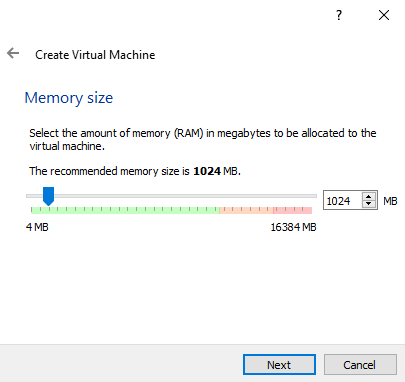 ?
Create Virtual Machine
Memory size
Select the amount of memory (RAM) in megabytes to be allocated to the
virtual machine.
The recommended memory size is 1024 MB.
1024 MB
4 MB 16384 MB
Next Cancel